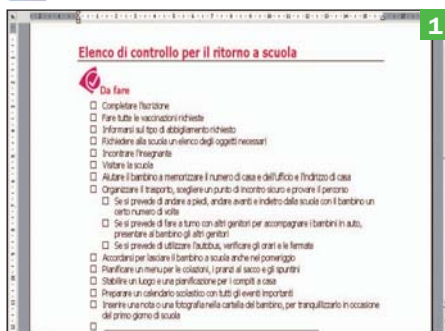 1
Elenco di controllo per il ritorno a scuola
Da fare
Completare l'iscrizione
Fare tutte le vaccinazioni richieste
Informarsi sul tipo di abbigliamento richiesto
Richiedere alla scuola un elenco degli oggetti necessari
Incontrare l'insegnante
Visitare la scuola
Aiutare il bambino a memorizzare il numero di casa e dell'ufficio e l'indirizzo di casa
Organizzare il trasporto, scegliere un punto di incontro sicuro e provare il percorso
Se si prevede di andare a piedi, andare avanti e indietro dalla scuola con il bambino un
certo numero di volte
Se si prevede di fare a turno con altri genitori per accompagnare i bambini in auto,
presentare al bambino gli altri genitori
Se si prevede di utilizzare l'autobus, verificare gli orari e le fermate
Accordarsi per lasciare il bambino a scuola anche nel pomeriggio
Pianificare un menu per le colazioni, i pranzi al sacco e gli spuntini
Stabilire un luogo e una pianificazione per i compiti a casa
Preparare un calendario scolastico con tutti gli eventi importanti
Inserire una nota o una fotografia nella cartella del bambino, per tranquillizzarlo in occasione
del primo giorno di scuola